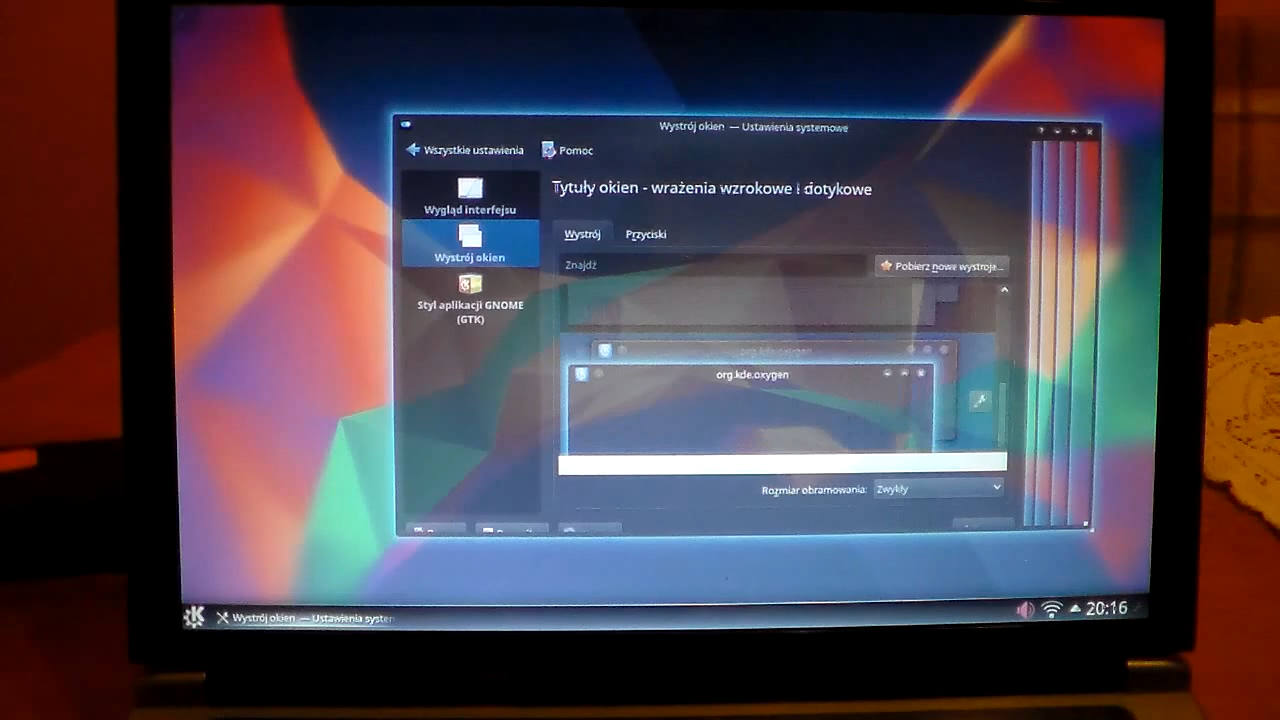 Wystrój okien — Ustawienia systemowe
Wszystkie ustawienia
Pomoc
Tytuły okien - wrażenia wzrokowe i dotykowe
Wygląd interfejsu
Wystrój okien
Styl aplikacji GNOME
(GTK)
Wystrój
Przyciski
Znajdź
Pobierz nowe wystroje...
org.kde.oxygen
org.kde.oxygen
Rozmiar obramowania:
Zwykły
Wystrój okien — Ustawienia system
20:16